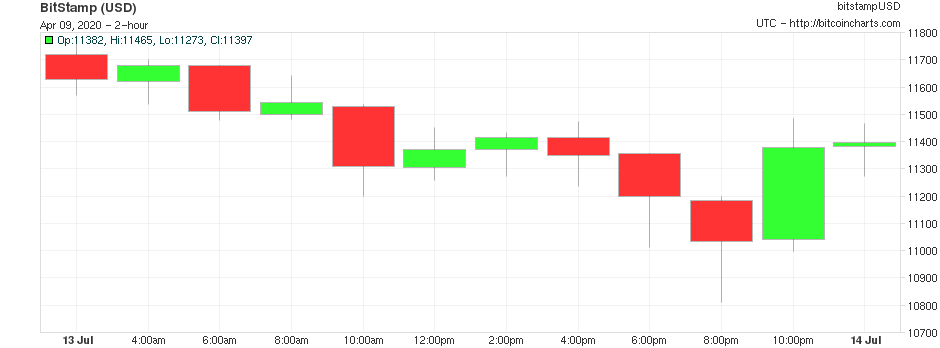 BitStamp (USD)
bitstampUSD
Apr 09, 2020 - 2-hour
UTC - http://bitcoincharts.com
Op:11382, Hi:11465, Lo:11273, Cl:11397
11800
11700
11600
11500
11400
11300
11200
11100
11000
10900
10800
10700
13 Jul 4:00am 6:00am 8:00am 10:00am 12:00pm 2:00pm 4:00pm 6:00pm 8:00pm 10:00pm 14 Jul